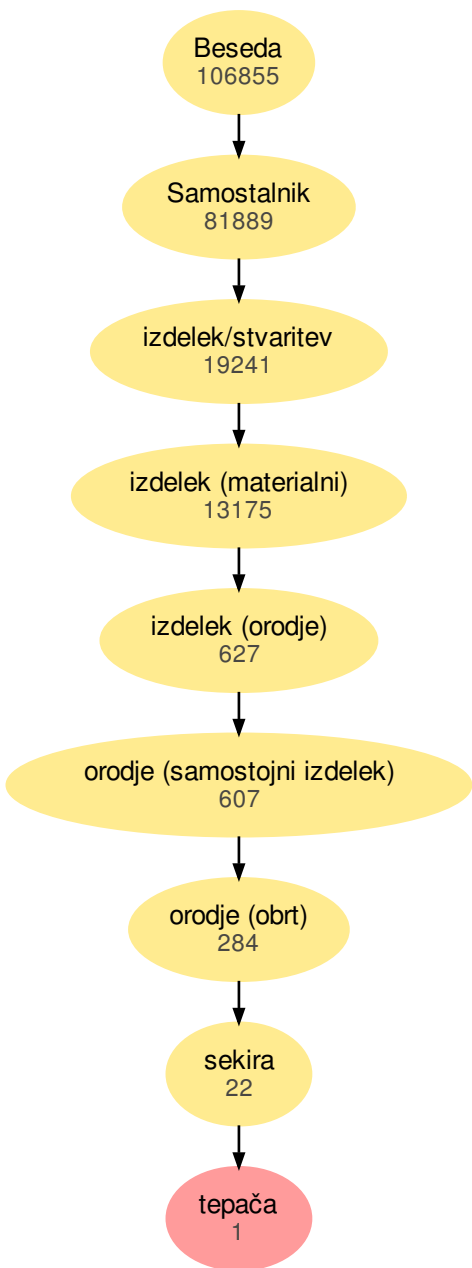 Beseda
106855
Samostalnik
81889
izdelek/stvaritev
19241
izdelek (materialni)
13175
izdelek (orodje)
627
orodje (samostojni izdelek)
607
orodje (obrt)
284
sekira
22
tepača
1